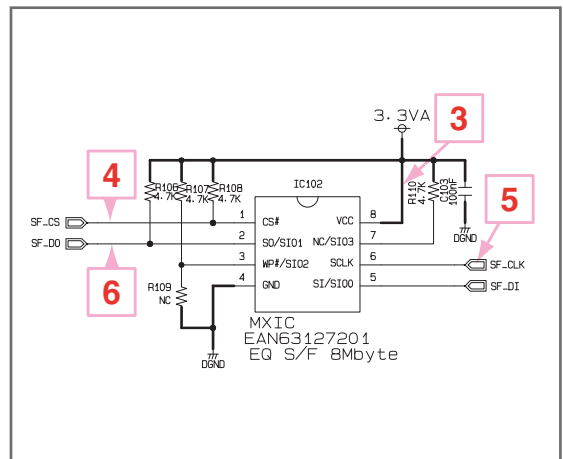 3.3VA
3
4
R106
4.7K
R107
4.7K
R108
4.7K
IC102
R110
4.7K
C103
100nF
5
SF_CS
1
CS#
VCC
8
DGND
SF_DO
2
SO/SIO1
NC/SIO3
7
6
3
WP#/SIO2
SCLK
6
SF_CLK
R109
NC
4
GND
SI/SIO0
5
SF_DI
DGND
MXIC
EAN63127201
EQ S/F 8Mbyte